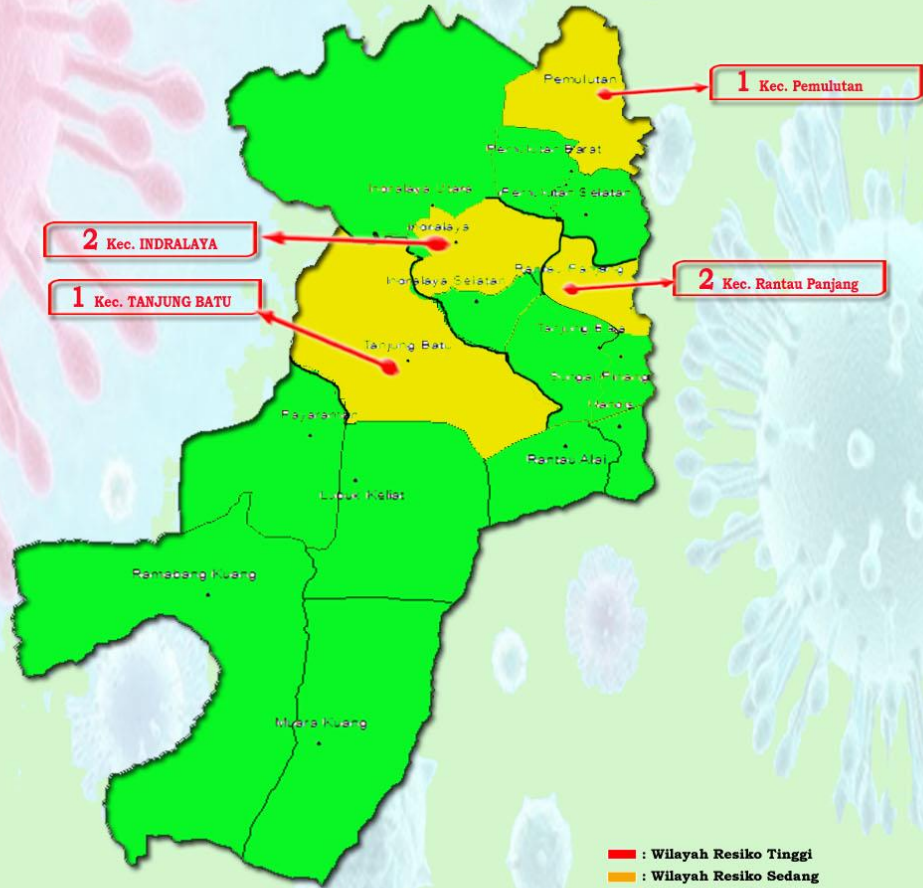 Pemulutan
1 Kec. Pemulutan
Pemulutan Barat
Indralaya Utara
Pemulutan Selatan
Indralaya
2 Kec. INDRALAYA
Rantau Panjang
Indralaya Selatan
2 Kec. Rantau Panjang
1 Kec. TANJUNG BATU
Tanjung Raja
Tanjung Batu
Sungai Pinang
Payaraman
Rantau Alai
Lubuk Keliat
Ramabang Kuang
Muara Kuang
: Wilayah Resiko Tinggi
: Wilayah Resiko Sedang